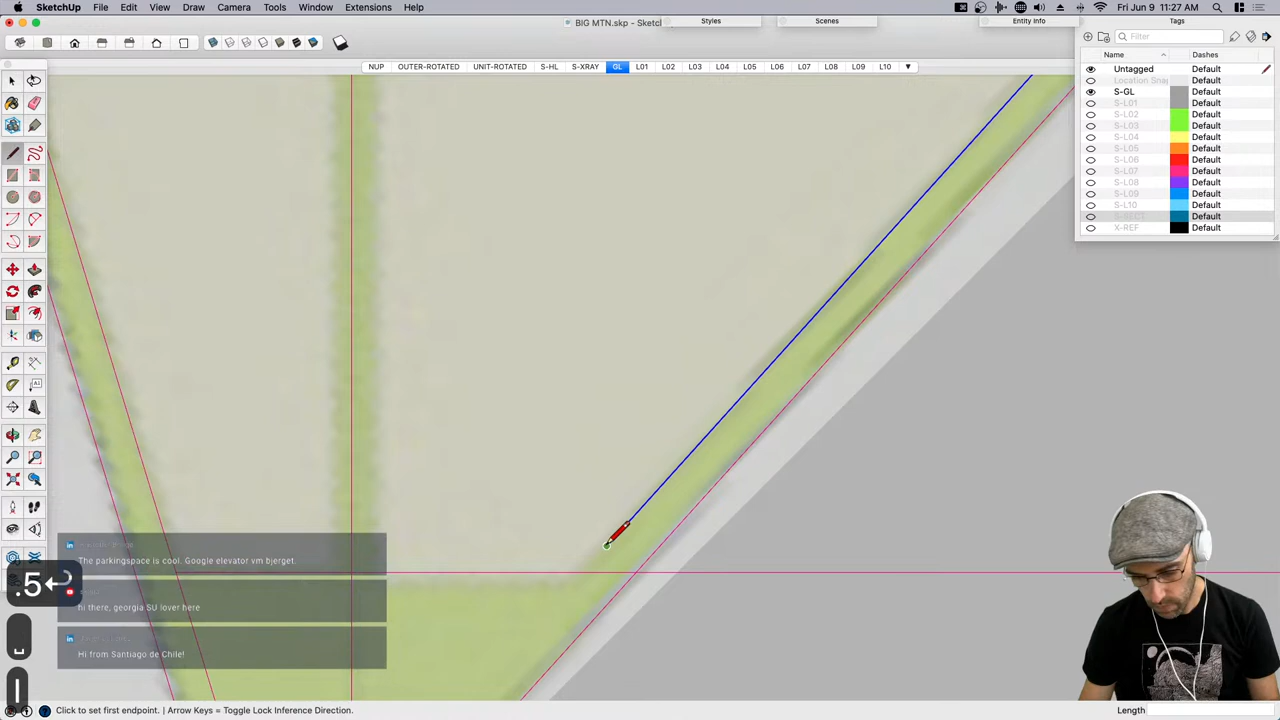 SketchUp File Edit View Camera Draw Tools Window Extensions Help
Fri Jun 9 11:27 AM
BIG MTN.skp - Sketch
Styles
Scenes
Entity Info
Tags
Filter
NUP OUTER-ROTATED UNIT-ROTATED S-HL S-XRAY GL L01 L02 L03 L04 L05 L06 L07 L08 L09 L10
Name Dashes
Untagged Default
Location Snap Default
S-GL Default
S-L01 Default
S-L02 Default
S-L03 Default
S-L04 Default
S-L05 Default
S-L06 Default
S-L07 Default
S-L08 Default
S-L09 Default
S-L10 Default
Default
X-REF Default
The parkingspace is cool. Google elevator vm bjerget.
hi there, georgia SU lover here
Hi from Santiago de Chile!
.5
Click to set first endpoint. | Arrow Keys = Toggle Lock Inference Direction.
Length